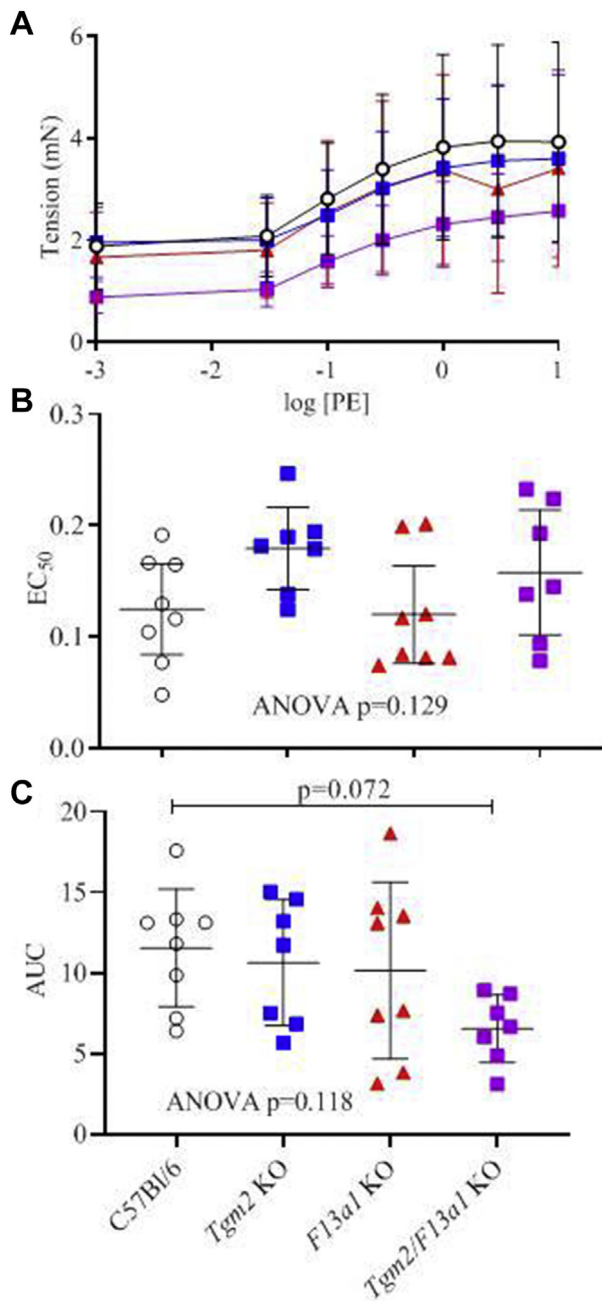 A
Tension (mN)
6
4
2
0
-3 -2 -1 0 1
log [PE]
B
EC50
0.3
0.2
0.1
0.0
ANOVA p=0.129
C
p=0.072
AUC
20
15
10
5
0
ANOVA p=0.118
C57Bl/6
Tgm2 KO
F13a1 KO
Tgm2/F13a1 KO